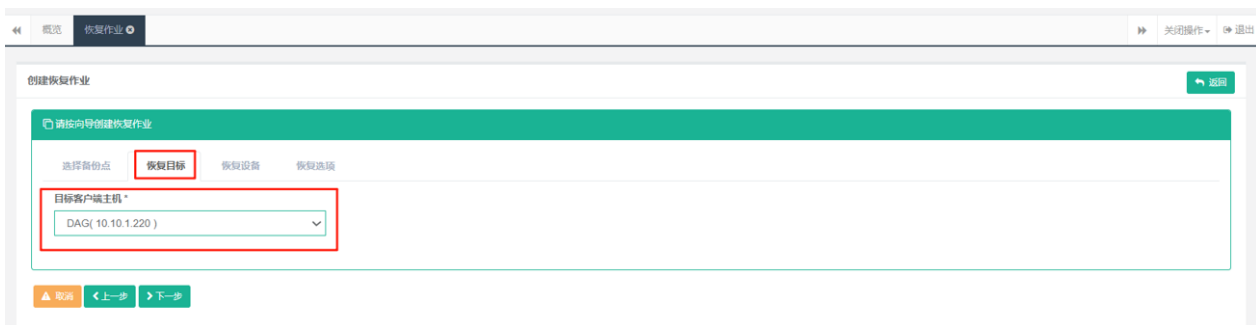 概览 恢复作业 关闭操作 退出
创建恢复作业 返回
请按向导创建恢复作业
选择备份点 恢复目标 恢复设备 恢复选项
目标客户端主机 *
DAG( 10.10.1.220 )
取消 上一步 下一步